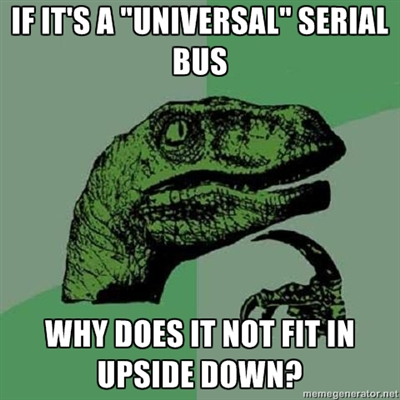 IF IT'S A "UNIVERSAL" SERIAL
BUS
WHY DOES IT NOT FIT IN
UPSIDE DOWN?
memegenerator.net